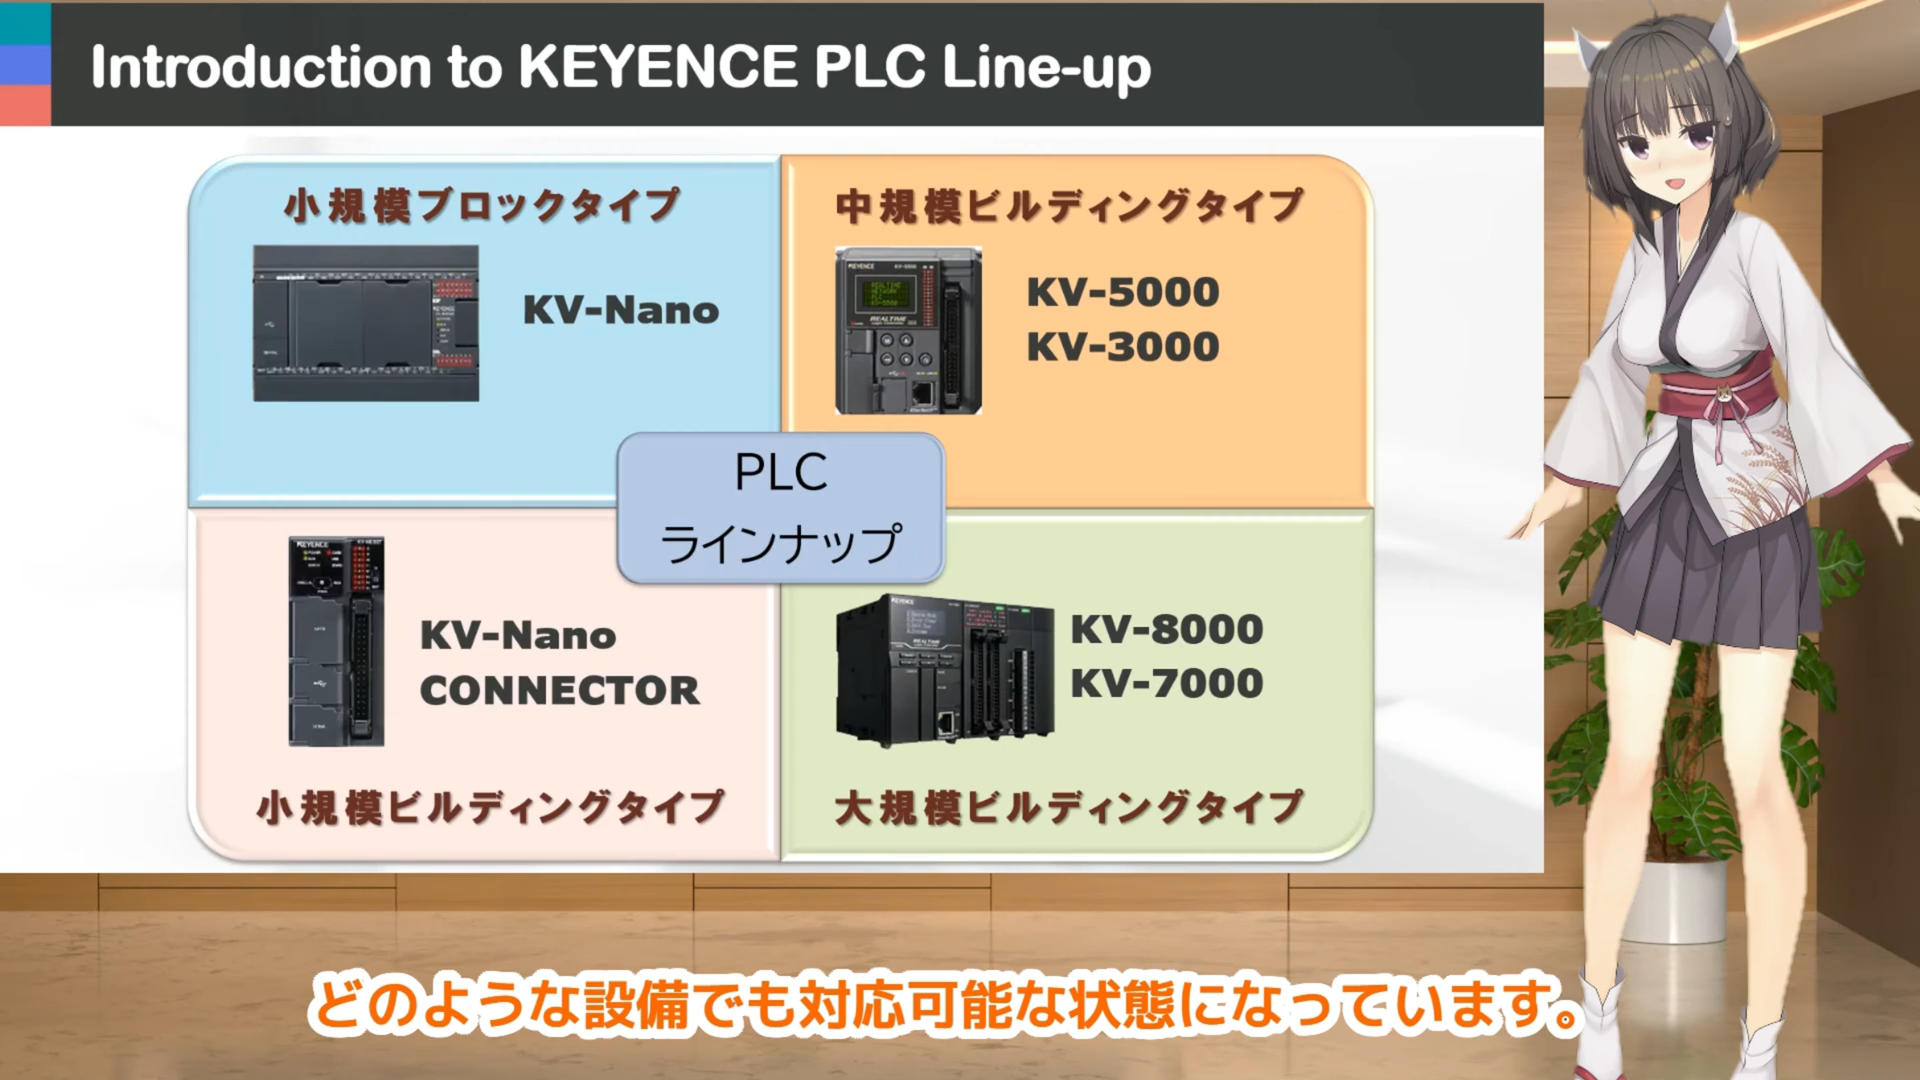 Introduction to KEYENCE PLC Line-up
小規模ブロックタイプ
KV-Nano
中規模ビルディングタイプ
KEYENCE
REALTIME
KV-5000
KV-3000
PLC
ラインナップ
KEYENCE
KV-Nano
CONNECTOR
小規模ビルディングタイプ
KEYENCE
REALTIME
KV-8000
KV-7000
大規模ビルディングタイプ
どのような設備でも対応可能な状態になっています。